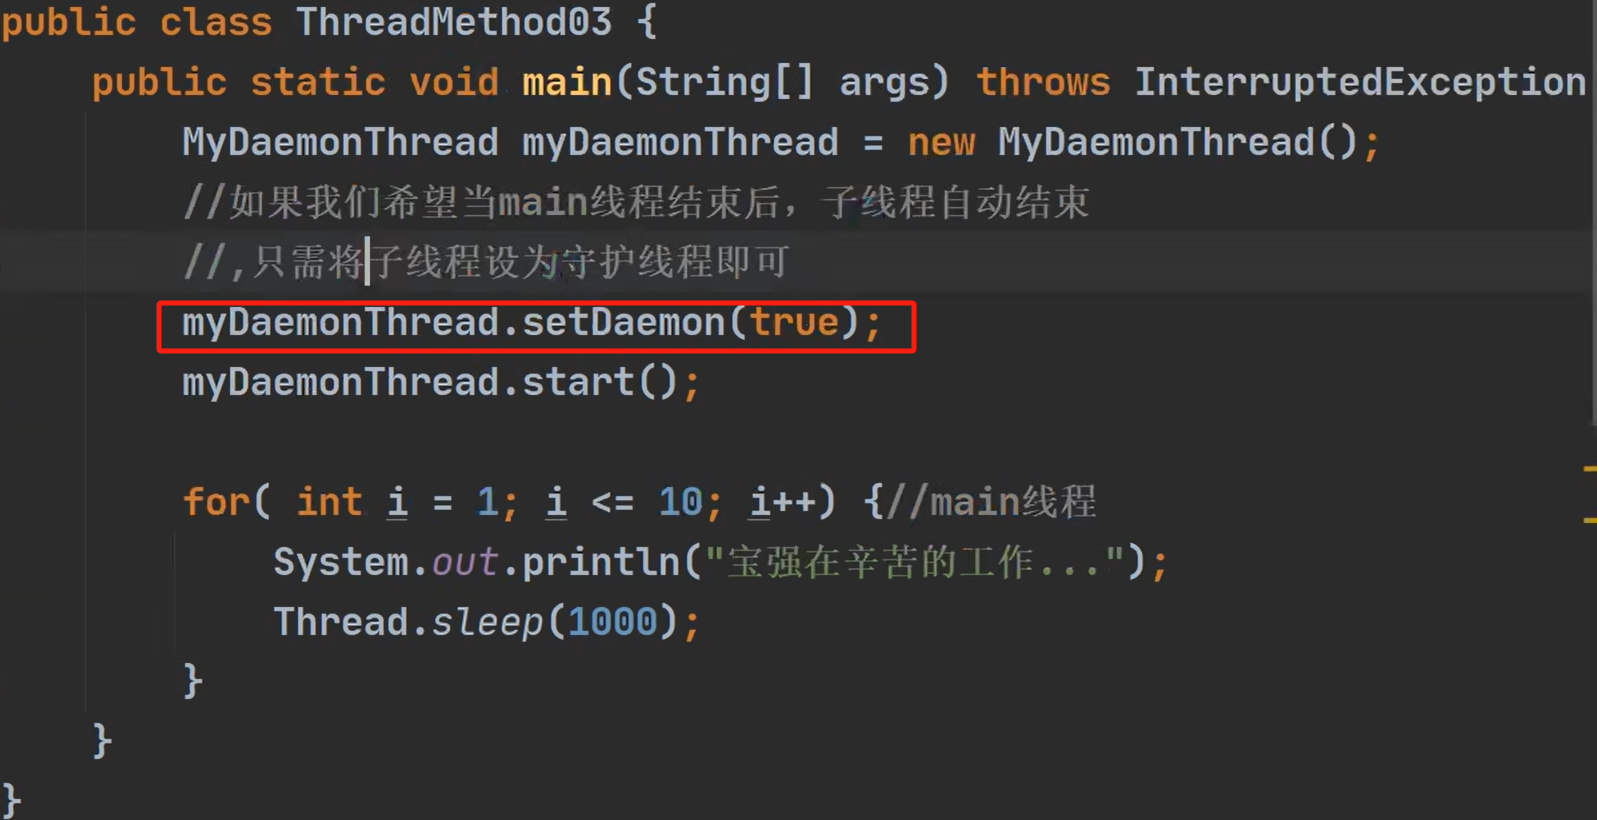 public class ThreadMethod03 {
public static void main(String[] args) throws InterruptedException
MyDaemonThread myDaemonThread = new MyDaemonThread();
//如果我们希望当main线程结束后，子线程自动结束
//,只需将子线程设为守护线程即可
myDaemonThread.setDaemon(true);
myDaemonThread.start();
for( int i = 1; i <= 10; i++) {//main线程
System.out.println("宝强在辛苦的工作...");
Thread.sleep(1000);
}
}
}